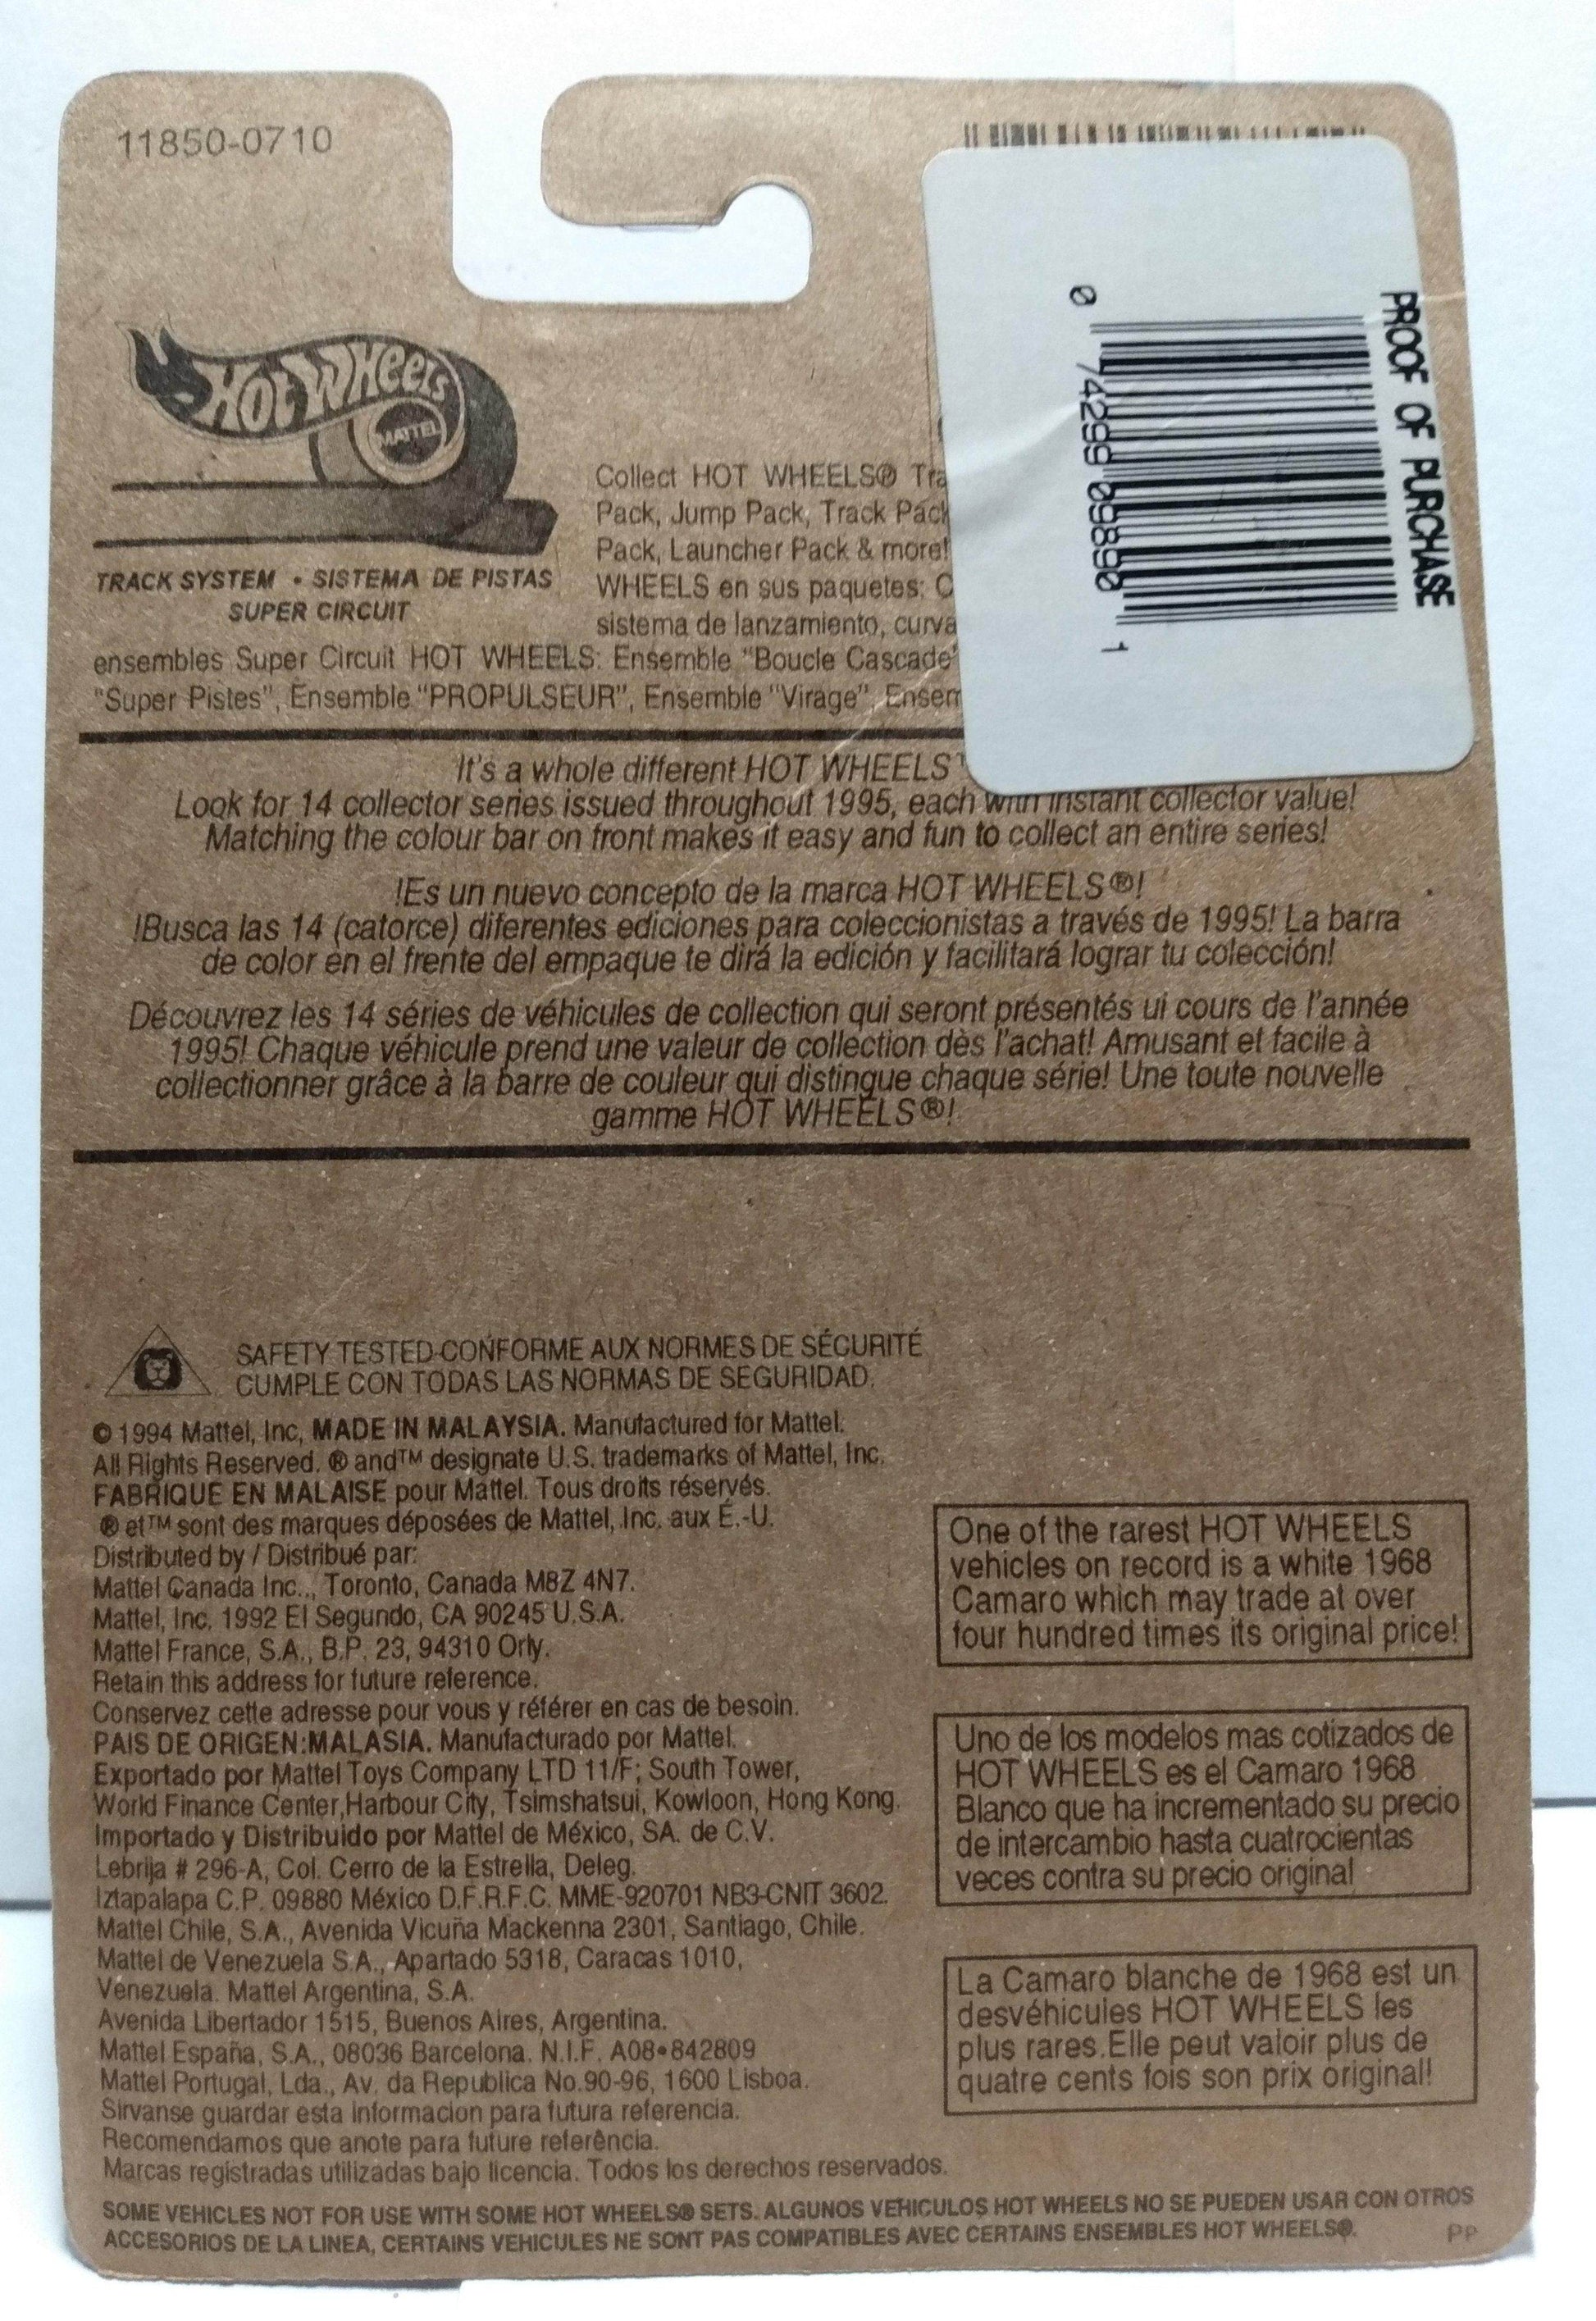 11850-0710
PROOF OF PURCHASE
0 74299 09890 1
HOT WHEELS
MATTEL
TRACK SYSTEM • SISTEMA DE PISTAS
SUPER CIRCUIT
Collect HOT WHEELS®
Pack, Jump Pack, Track Pack
Pack, Launcher Pack & more!
WHEELS en sus paquetes:
sistema de lanzamiento, curva
ensembles Super Circuit HOT WHEELS: Ensemble "Boucle Cascade"
"Super Pistes", Ensemble "PROPULSEUR", Ensemble "Virage",
It's a whole different HOT WHEELS
Look for 14 collector series issued throughout 1995, each with instant collector value!
Matching the colour bar on front makes it easy and fun to collect an entire series!
!Es un nuevo concepto de la marca HOT WHEELS®!
!Busca las 14 (catorce) diferentes ediciones para coleccionistas a través de 1995! La barra
de color en el frente del empaque te dirá la edición y facilitará lograr tu colección!
Découvrez les 14 séries de véhicules de collection qui seront présentés ui cours de l'année
1995! Chaque véhicule prend une valeur de collection dès l'achat! Amusant et facile à
collectionner grâce à la barre de couleur qui distingue chaque série! Une toute nouvelle
gamme HOT WHEELS®!
SAFETY TESTED-CONFORME AUX NORMES DE SÉCURITÉ
CUMPLE CON TODAS LAS NORMAS DE SEGURIDAD.
© 1994 Mattel, Inc, MADE IN MALAYSIA. Manufactured for Mattel.
All Rights Reserved. ® and™ designate U.S. trademarks of Mattel, Inc.
FABRIQUE EN MALAISE pour Mattel. Tous droits réservés.
® et™ sont des marques déposées de Mattel, Inc. aux É.-U.
Distributed by / Distribué par:
Mattel Canada Inc.., Toronto, Canada M8Z 4N7.
Mattel, Inc. 1992 El Segundo, CA 90245 U.S.A.
Mattel France, S.A., B.P. 23, 94310 Orly.
Retain this address for future reference.
Conservez cette adresse pour vous y référer en cas de besoin.
PAIS DE ORIGEN:MALASIA. Manufacturado por Mattel.
Exportado por Mattel Toys Company LTD 11/F; South Tower,
World Finance Center,Harbour City, Tsimshatsui, Kowloon, Hong Kong.
Importado y Distribuido por Mattel de México, SA. de C.V.
Lebrija # 296-A, Col. Cerro de la Estrella, Deleg.
Iztapalapa C.P. 09880 México D.F.R.F.C. MME-920701 NB3-CNIT 3602.
Mattel Chile, S.A., Avenida Vicuña Mackenna 2301, Santiago, Chile.
Mattel de Venezuela S.A., Apartado 5318, Caracas 1010,
Venezuela. Mattel Argentina, S.A.
Avenida Libertador 1515, Buenos Aires, Argentina.
Mattel España, S.A., 08036 Barcelona. N.I.F. A08•842809
Mattel Portugal, Lda., Av. da Republica No.90-96, 1600 Lisboa.
Sirvanse guardar esta informacion para futura referencia.
Recomendamos que anote para future referência.
Marcas registradas utilizadas bajo licencia. Todos los derechos reservados.
One of the rarest HOT WHEELS
vehicles on record is a white 1968
Camaro which may trade at over
four hundred times its original price!
Uno de los modelos mas cotizados de
HOT WHEELS es el Camaro 1968
Blanco que ha incrementado su precio
de intercambio hasta cuatrocientas
veces contra su precio original
La Camaro blanche de 1968 est un
desvéhicules HOT WHEELS les
plus rares.Elle peut valoir plus de
quatre cents fois son prix original!
SOME VEHICLES NOT FOR USE WITH SOME HOT WHEELS® SETS. ALGUNOS VEHICULOS HOT WHEELS NO SE PUEDEN USAR CON OTROS
ACCESORIOS DE LA LINEA, CERTAINS VEHICULES NE SONT PAS COMPATIBLES AVEC CERTAINS ENSEMBLES HOT WHEELS®.
PP